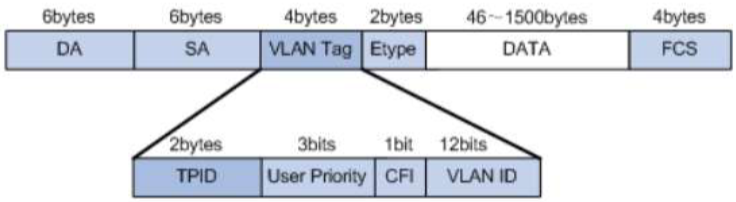 6bytes 6bytes 4bytes 2bytes 46~1500bytes 4bytes
DA SA VLAN Tag Etype DATA FCS
2bytes 3bits 1bit 12bits
TPID User Priority CFI VLAN ID